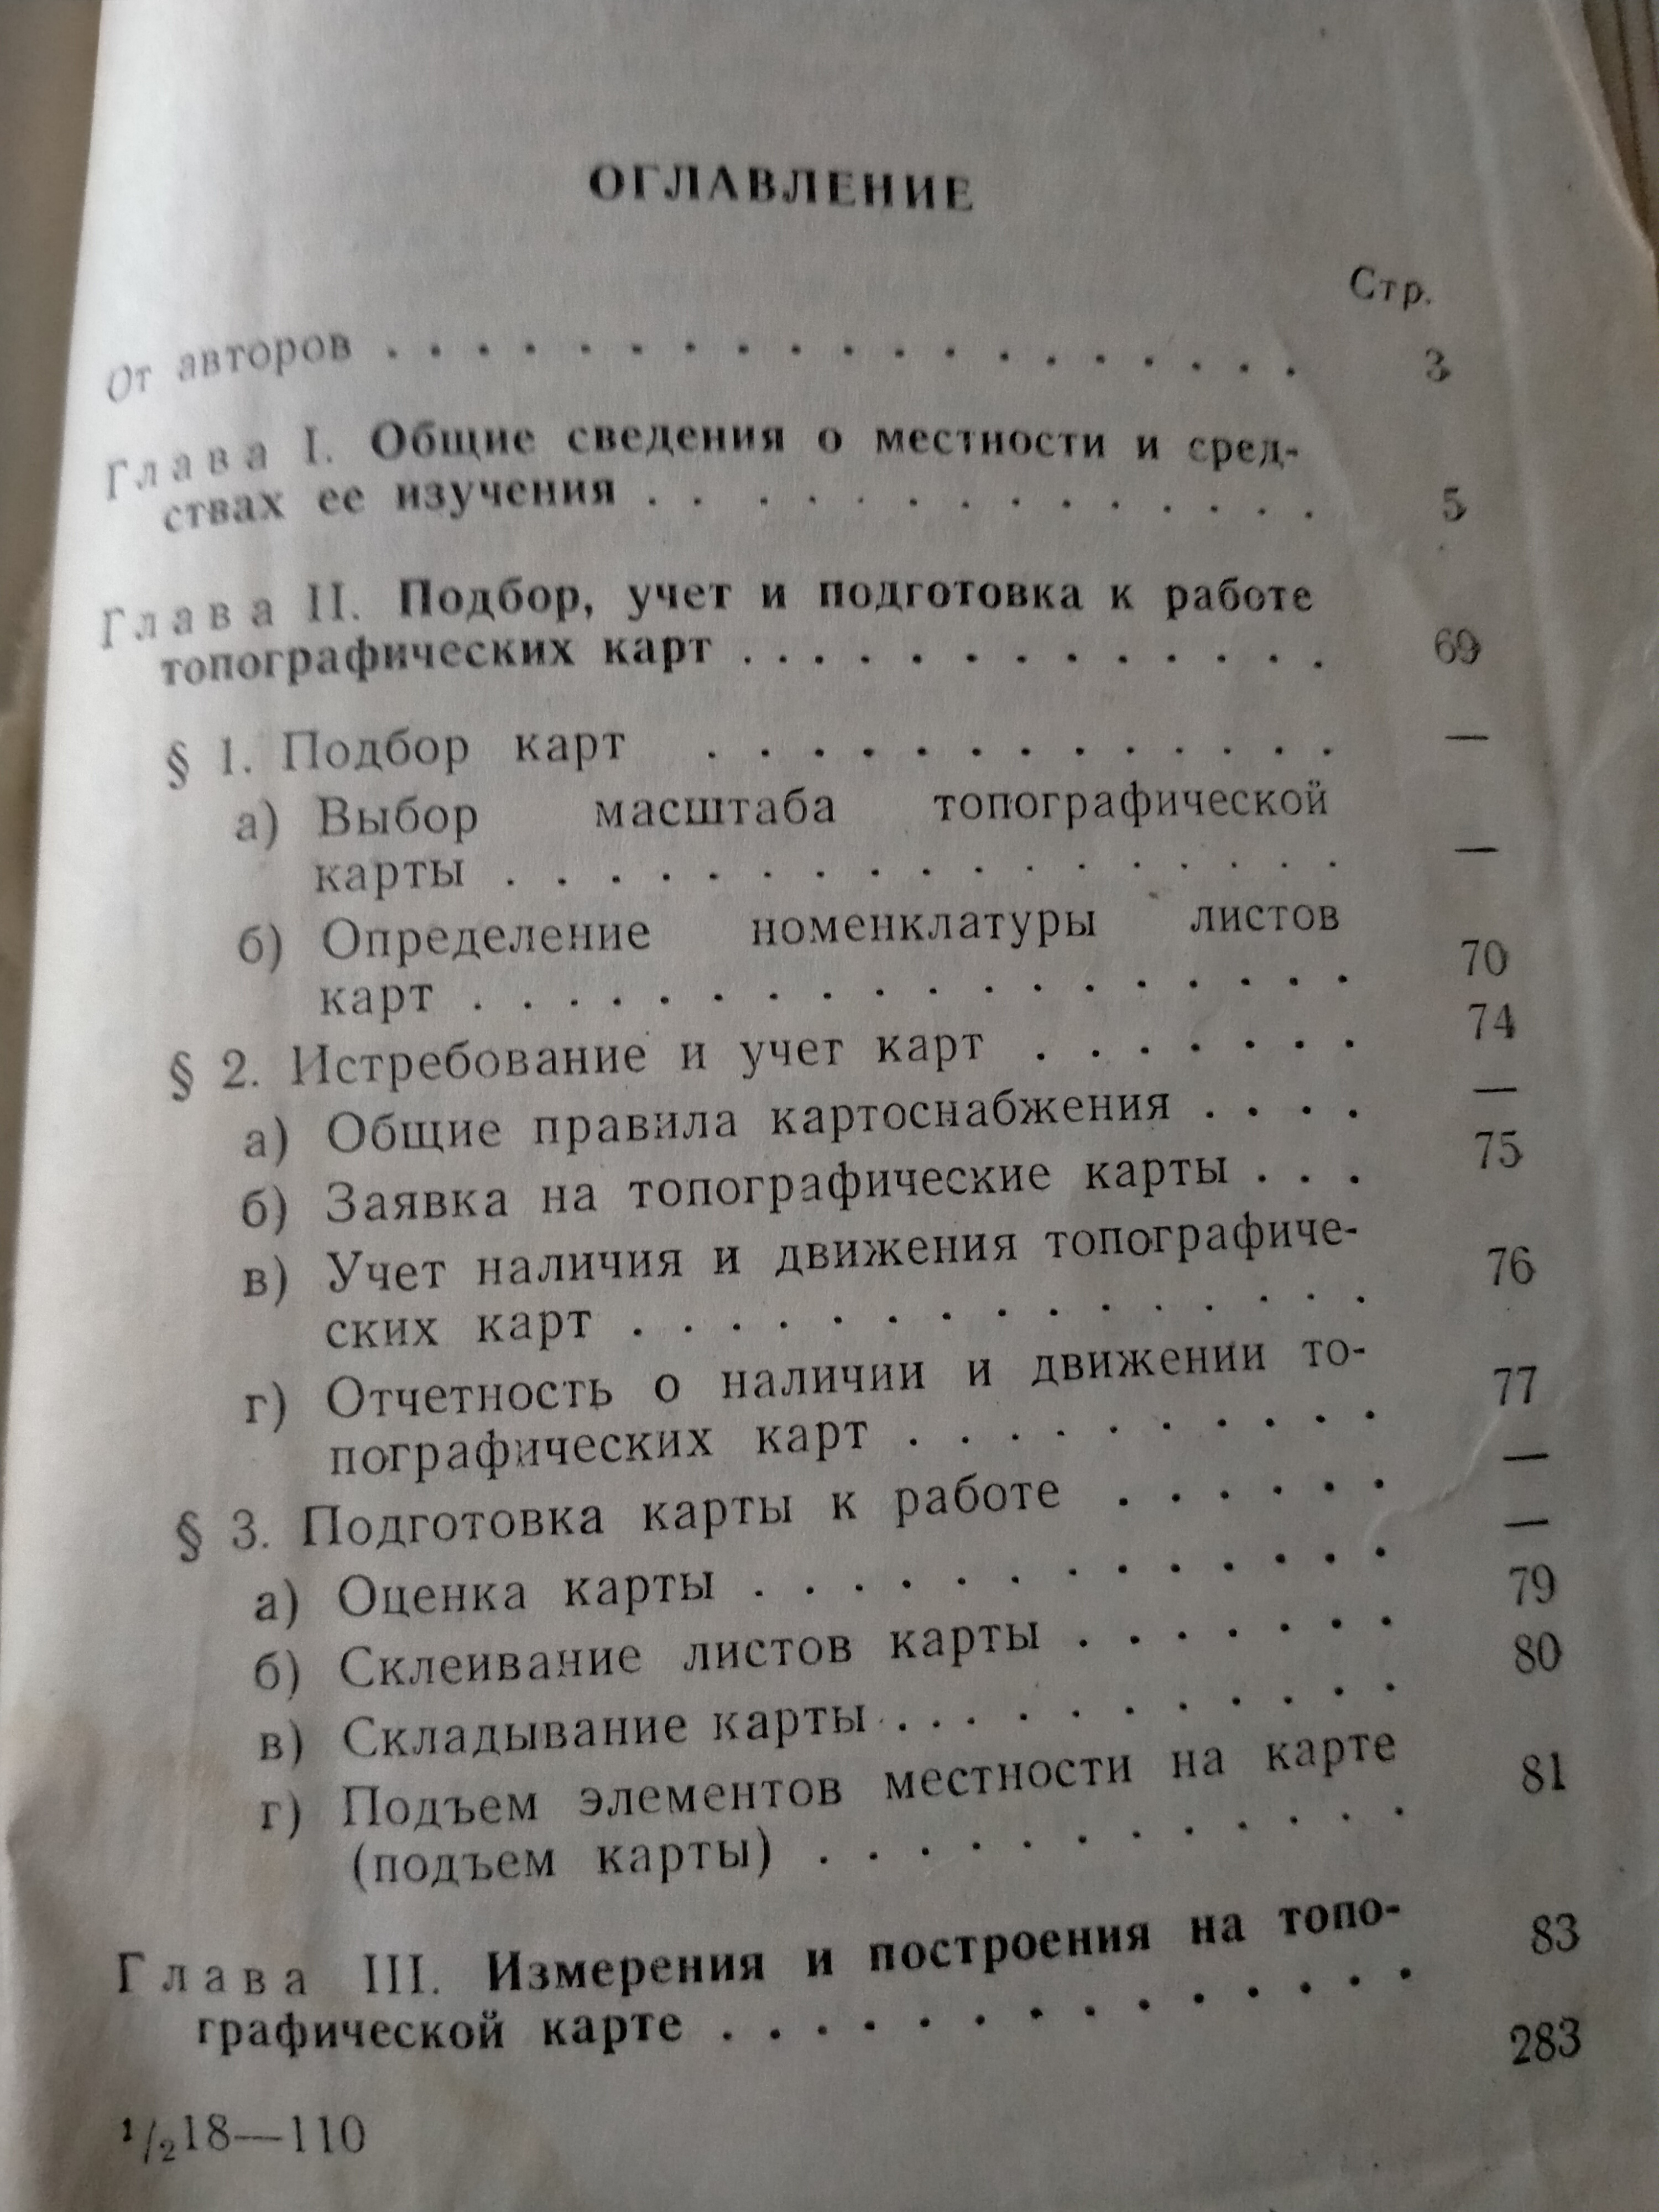 ОГЛАВЛЕНИЕ
Стр.
От авторов . . . . . . . . . . . . . . . . . . . 3
Глава I. Общие сведения о местности и сред-
ствах ее изучения . . . . . . . . . . . . . 5
Глава II. Подбор, учет и подготовка к работе
топографических карт . . . . . . . . . . . . 69
§ 1. Подбор карт . . . . . . . . . . . . . —
а) Выбор масштаба топографической
карты . . . . . . . . . . . . . . . . —
б) Определение номенклатуры листов
карт . . . . . . . . . . . . . . . . . 70
§ 2. Истребование и учет карт . . . . . . . 74
а) Общие правила картоснабжения . . . . —
б) Заявка на топографические карты . . . 75
в) Учет наличия и движения топографиче-
ских карт . . . . . . . . . . . . . . 76
г) Отчетность о наличии и движении то-
пографических карт . . . . . . . . . . 77
§ 3. Подготовка карты к работе . . . . . . —
а) Оценка карты . . . . . . . . . . . . . —
б) Склеивание листов карты . . . . . . . 79
в) Складывание карты . . . . . . . . . . 80
г) Подъем элементов местности на карте
(подъем карты) . . . . . . . . . . . . 81
Глава III. Измерения и построения на топо-
графической карте . . . . . . . . . . . . . 83
283
1/218—110